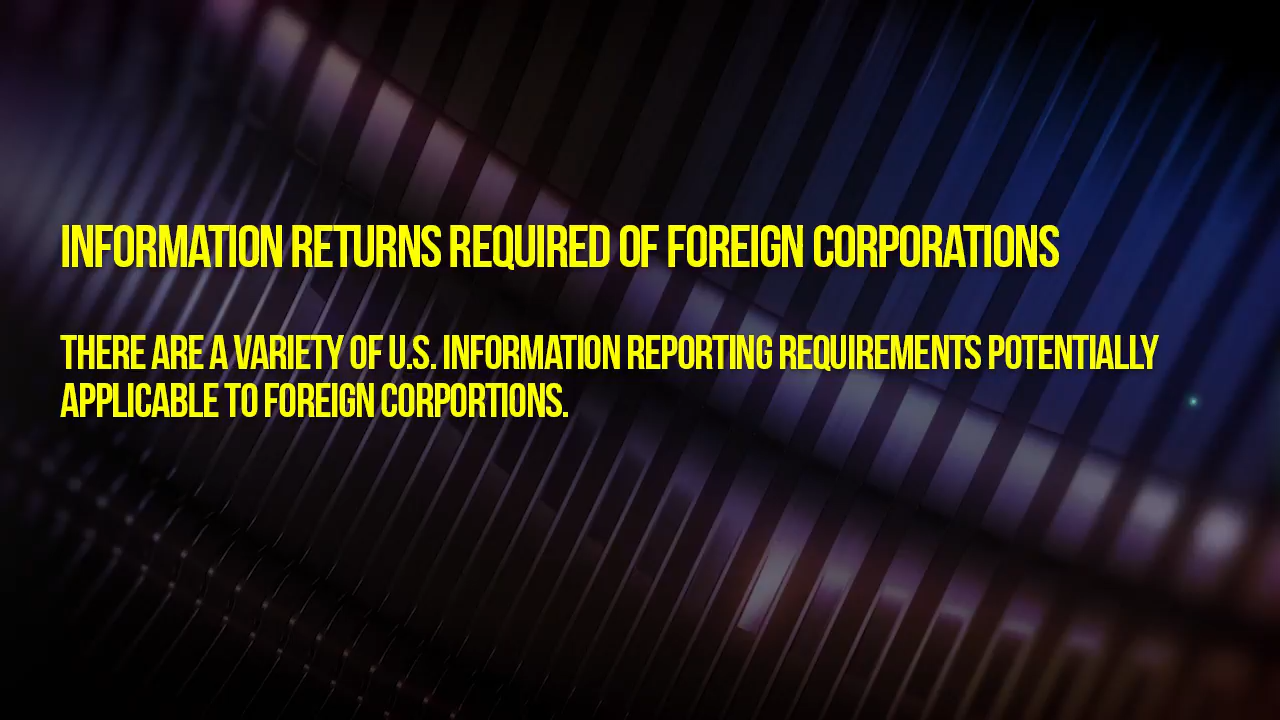 INFORMATION RETURNS REQUIRED OF FOREIGN CORPORATIONS
THERE ARE A VARIETY OF U.S. INFORMATION REPORTING REQUIREMENTS POTENTIALLY
APPLICABLE TO FOREIGN CORPORTIONS.